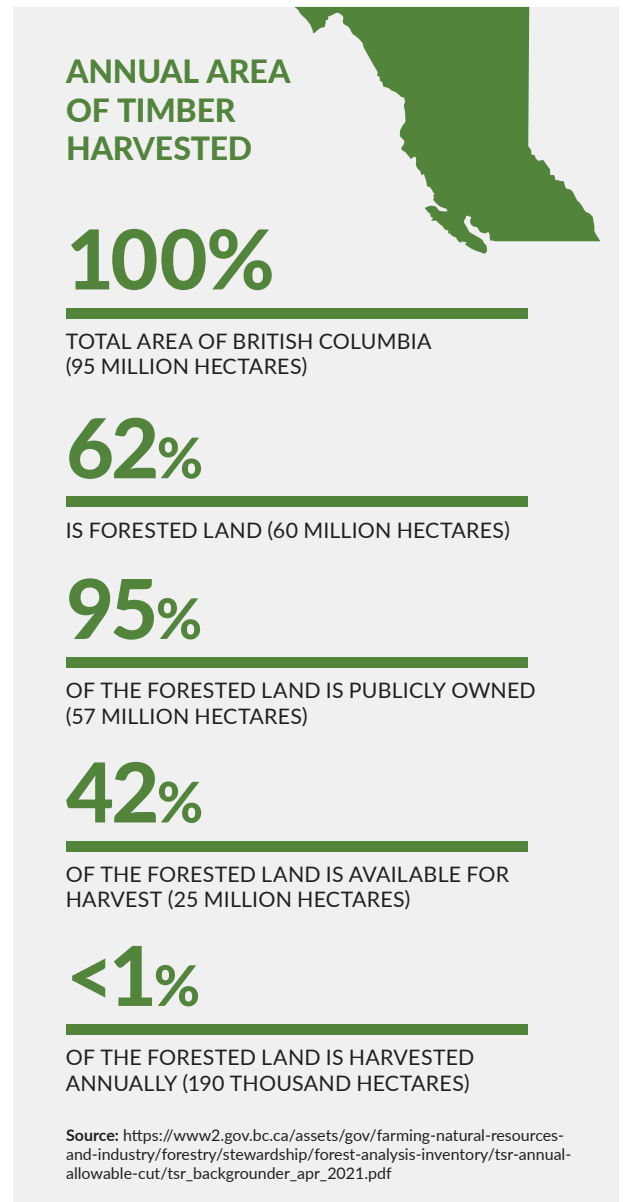 ANNUAL AREA
OF TIMBER
HARVESTED
100%
TOTAL AREA OF BRITISH COLUMBIA
(95 MILLION HECTARES)
62%
IS FORESTED LAND (60 MILLION HECTARES)
95%
OF THE FORESTED LAND IS PUBLICLY OWNED
(57 MILLION HECTARES)
42%
OF THE FORESTED LAND IS AVAILABLE FOR
HARVEST (25 MILLION HECTARES)
<1%
OF THE FORESTED LAND IS HARVESTED
ANNUALLY (190 THOUSAND HECTARES)
Source: https://www2.gov.bc.ca/assets/gov/farming-natural-resources-
and-industry/forestry/stewardship/forest-analysis-inventory/tsr-annual-
allowable-cut/tsr_backgrounder_apr_2021.pdf